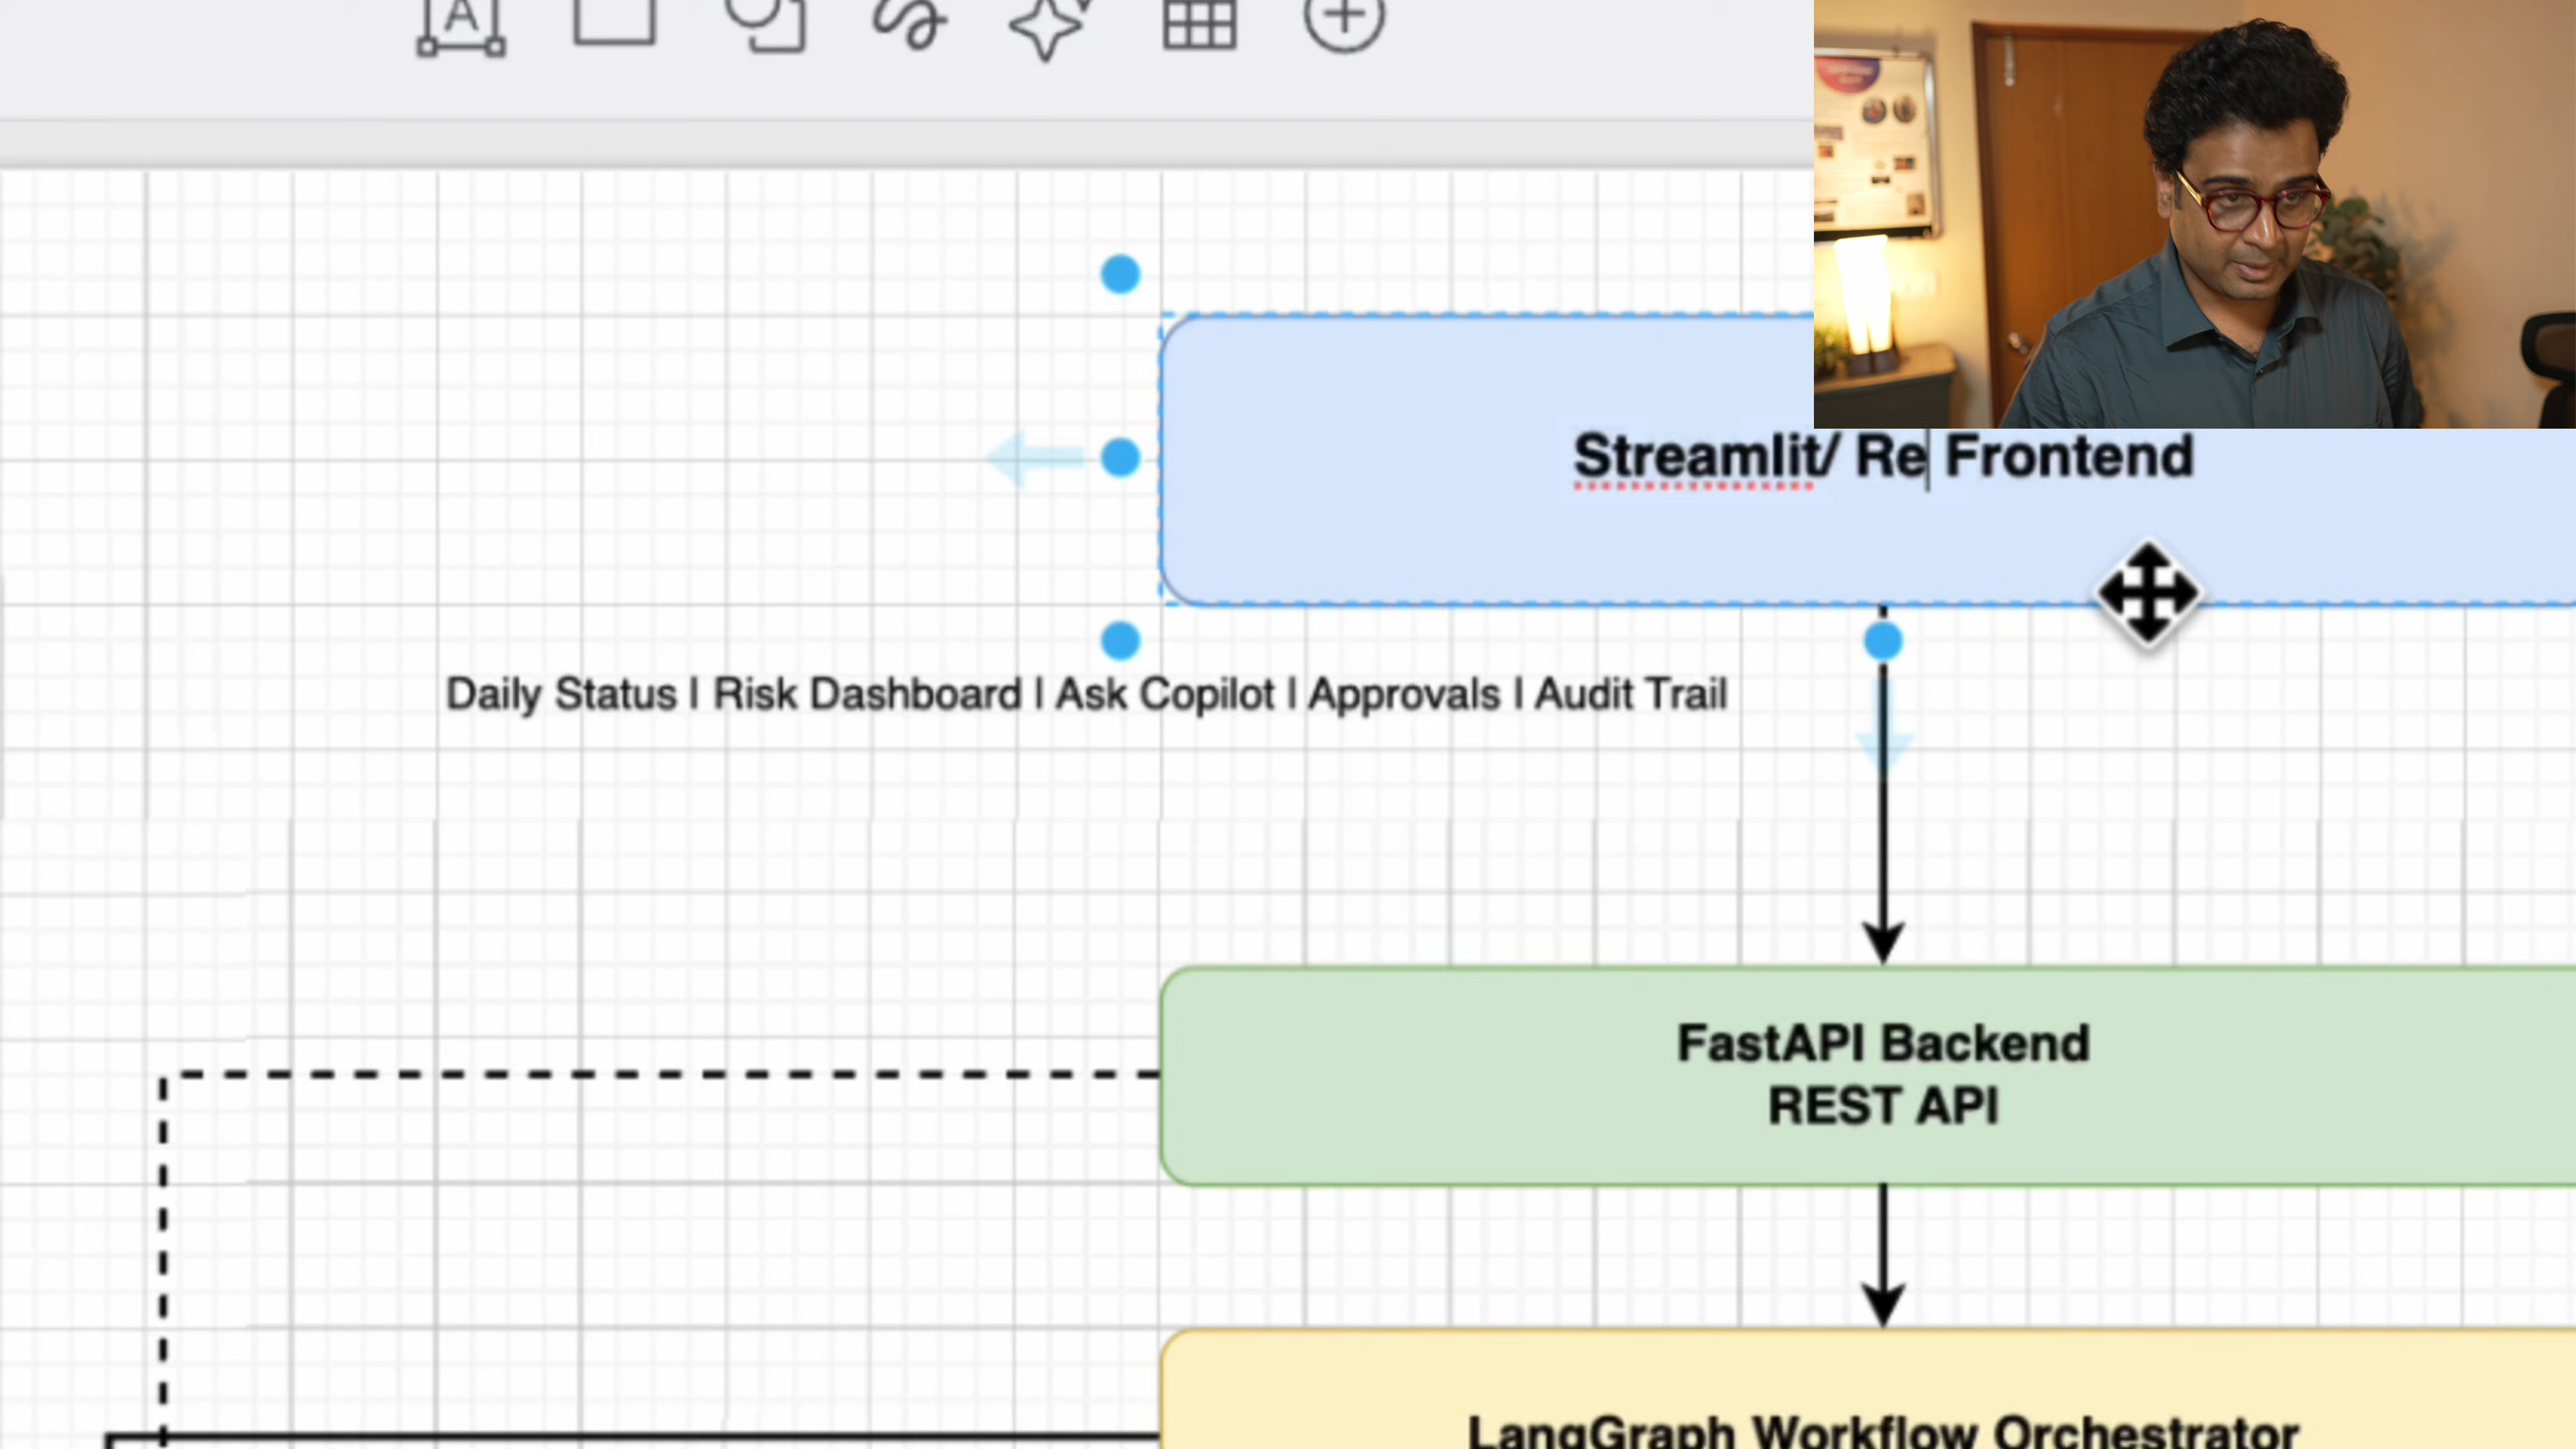 A
Streamlit/ Re Frontend
Daily Status | Risk Dashboard | Ask Copilot | Approvals | Audit Trail
FastAPI Backend
REST API
LangGraph Workflow Orchestrator